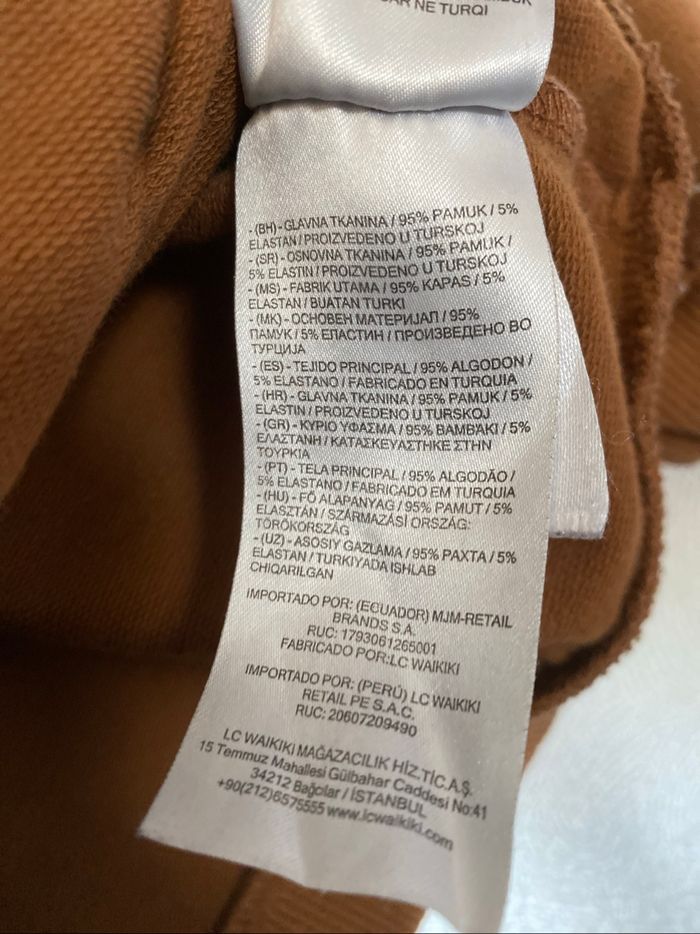 AR NE TURQI
- (BH)- GLAVNA TKANINA / 95% PAMUK / 5%
ELASTAN / PROIZVEDENO U TURSKOJ
- (SR) - OSNOVNA TKANINA / 95% PAMUK /
5% ELASTIN / PROIZVEDENO U TURSKOJ
- (MS) - FABRIK UTAMA / 95% KAPAS / 5%
ELASTAN / BUATAN TURKI
- (MK) - ОСНОВЕН МАТЕРИЈАЛ / 95%
ПАМУК / 5% ЕЛАСТИН / ПРОИЗВЕДЕНО ВО
ТУРЦИЈА
- (ES) - TEJIDO PRINCIPAL / 95% ALGODON /
5% ELASTANO / FABRICADO EN TURQUIA
- (HR) - GLAVNA TKANINA / 95% PAMUK / 5%
ELASTIN / PROIZVEDENO U TURSKOJ
- (GR) - ΚΥΡΙΟ ΥΦΑΣΜΑ / 95% ΒΑΜΒΑΚΙ / 5%
ΕΛΑΣΤΑΝΗ / ΚΑΤΑΣΚΕΥΑΣΤΗΚΕ ΣΤΗΝ
ΤΟΥΡΚΙΑ
- (PT) - TELA PRINCIPAL / 95% ALGODÃO /
5% ELASTANO / FABRICADO EM TURQUIA
- (HU) - FŐ ALAPANYAG / 95% PAMUT / 5%
ELASZTÁN / SZÁRMAZÁSI ORSZÁG:
TÖRÖKORSZÁG
- (UZ) - ASOSIY GAZLAMA / 95% PAXTA / 5%
ELASTAN / TURKIYADA ISHLAB
CHIQARILGAN
IMPORTADO POR: (ECUADOR) MJM-RETAIL
BRANDS S.A.
RUC: 1793061265001
FABRICADO POR:LC WAIKIKI
IMPORTADO POR: (PERÚ) LC WAIKIKI
RETAIL PE S.A.C.
RUC: 20607209490
LC WAIKIKI MAĞAZACILIK HİZ.TİC.A.Ş.
15 Temmuz Mahallesi Gülbahar Caddesi No:41
34212 Bağcılar / İSTANBUL
+90(212)6575555 www.lcwaikiki.com